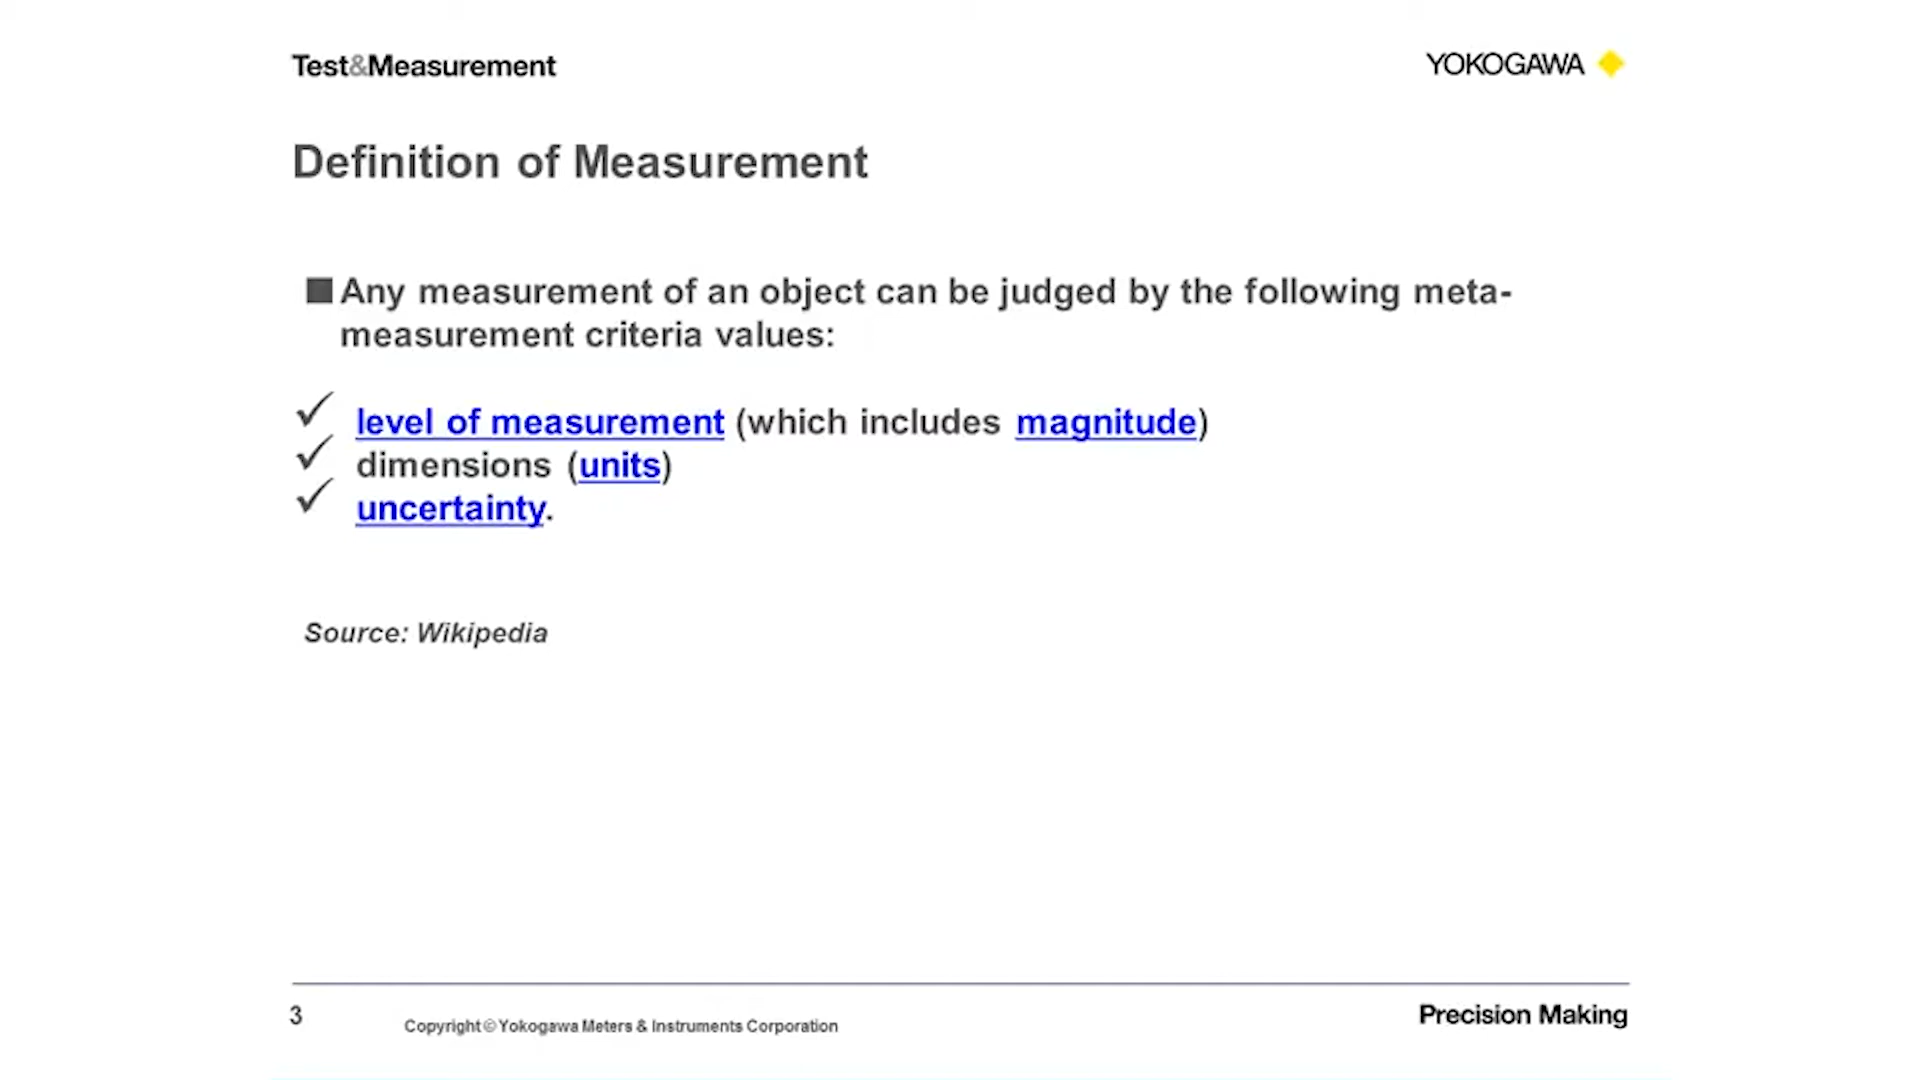 Test&Measurement
YOKOGAWA
Definition of Measurement
Any measurement of an object can be judged by the following meta-
measurement criteria values:
level of measurement (which includes magnitude)
dimensions (units)
uncertainty.
Source: Wikipedia
3
Copyright © Yokogawa Meters & Instruments Corporation
Precision Making